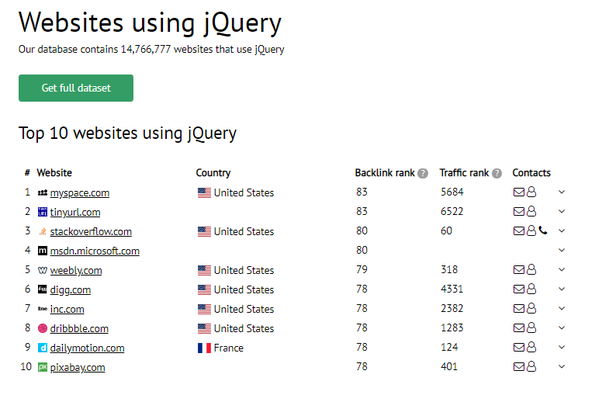 Websites using jQuery
Our database contains 14,766,777 websites that use jQuery
Get full dataset
Top 10 websites using jQuery
# Website Country Backlink rank ? Traffic rank ? Contacts
1 myspace.com United States 83 5684
2 tinyurl.com 83 6522
3 stackoverflow.com United States 80 60
4 msdn.microsoft.com 80
5 weebly.com United States 79 318
6 digg.com United States 78 4331
7 inc.com United States 78 2382
8 dribbble.com United States 78 1283
9 dailymotion.com France 78 124
10 pixabay.com 78 401